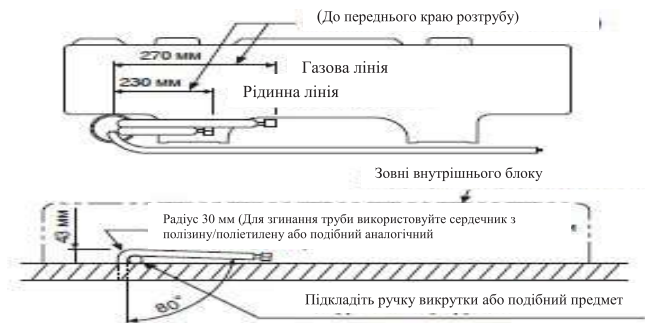 (До переднього краю розтрубу)
270 мм
Газова лінія
230 мм
Рідинна лінія
Зовні внутрішнього блоку
43 мм
Радіус 30 мм (Для згинання труби використовуйте сердечник з
полізину/поліетилену або подібний аналогічний
80°
Підкладіть ручку викрутки або подібний предмет